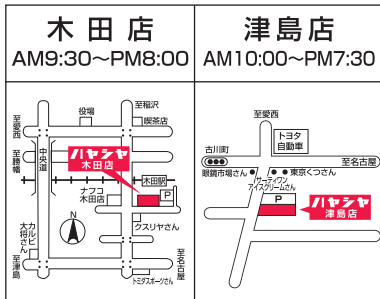 木田店
AM9:30～PM8:00
至稲沢
役場
喫茶店
至愛西
中央道
至勝幡
ハヤシヤ
木田店
木田駅
P
ナフコ
木田店
N
クスリヤさん
カルビ
大将さん
至津島
至名古屋
トミダスポーツさん
津島店
AM10:00～PM7:30
至愛西
トヨタ
自動車
古川町
至名古屋
眼鏡市場さん
東京くつさん
サーティワン
アイスクリームさん
P
ハヤシヤ
津島店